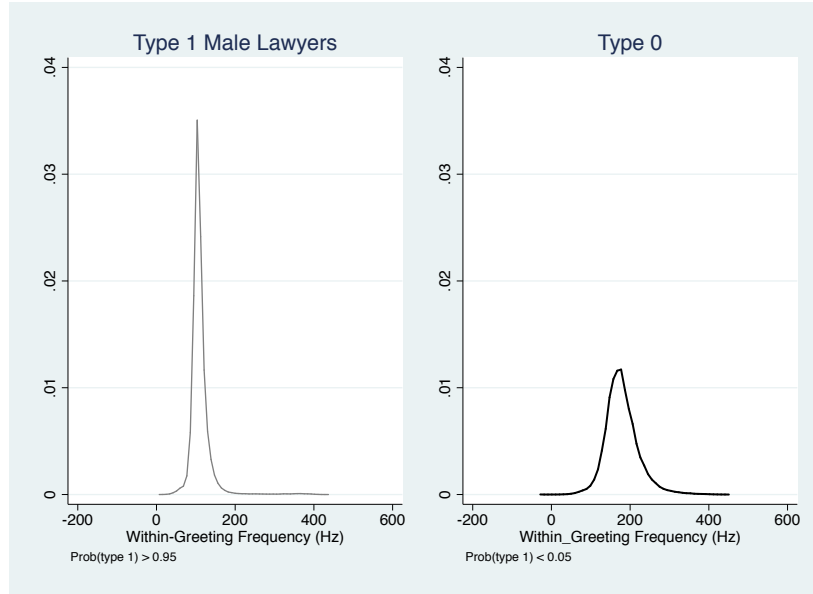 Type 1 Male Lawyers
.04
.03
.02
.01
0
-200 0 200 400 600
Within-Greeting Frequency (Hz)
Prob(type 1) > 0.95
Type 0
.04
.03
.02
.01
0
-200 0 200 400 600
Within_Greeting Frequency (Hz)
Prob(type 1) < 0.05